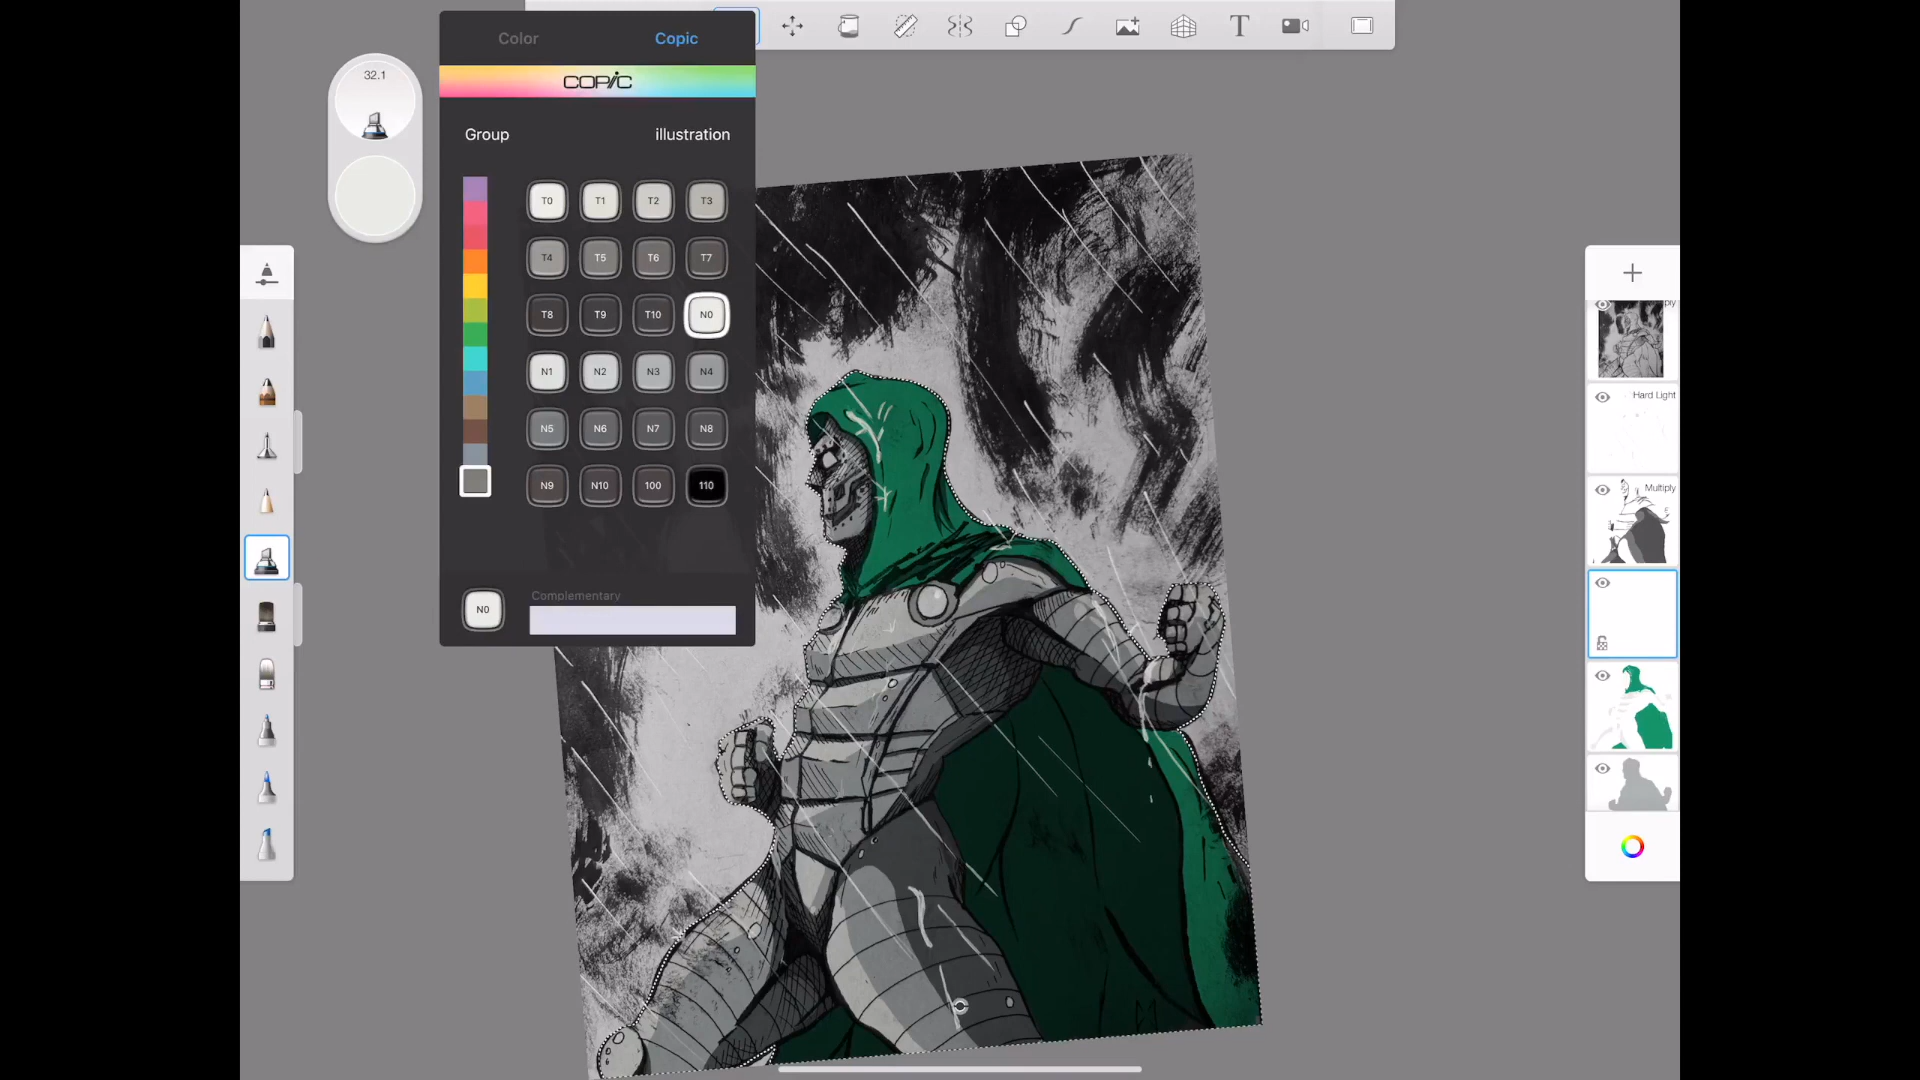 Color Copic
32.1
COPIC
Group illustration
T0 T1 T2 T3
T4 T5 T6 T7
T8 T9 T10 N0
N1 N2 N3 N4
N5 N6 N7 N8
N9 N10 100 110
Complementary
N0
T
Hard Light
Multiply